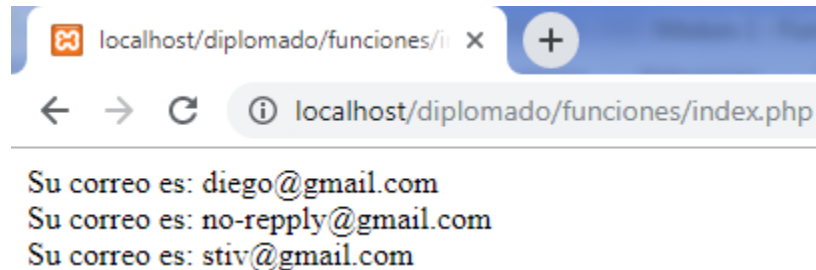 localhost/diplomado/funciones/i
localhost/diplomado/funciones/index.php
Su correo es: diego@gmail.com
Su correo es: no-repply@gmail.com
Su correo es: stiv@gmail.com